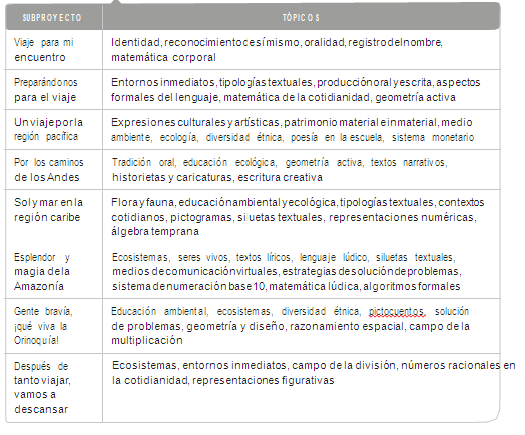 SUBPROYECTO TÓPICOS
Viaje para mi encuentro
Identidad, reconocimiento de sí mismo, oralidad, registro del nombre,
matemática corporal
Preparándonos
para el viaje
Entornos inmediatos, tipologías textuales, producción oral y escrita, aspectos
formales del lenguaje, matemática de la cotidianidad, geometría activa
Un viaje por la
región pacífica
Expresiones culturales y artísticas, patrimonio material e inmaterial, medio
ambiente, ecología, diversidad étnica, poesía en la escuela, sistema monetario
Por los caminos
de los Andes
Tradición oral, educación ecológica, geometría activa, textos narrativos,
historietas y caricaturas, escritura creativa
Sol y mar en la
región caribe
Flora y fauna, educación ambiental y ecológica, tipologías textuales, contextos
cotidianos, pictogramas, siluetas textuales, representaciones numéricas,
álgebra temprana
Esplendor y
magia de la
Amazonía
Ecosistemas, seres vivos, textos líricos, lenguaje lúdico, siluetas textuales,
medios de comunicación virtuales, estrategias de solución de problemas,
sistema de numeración base 10, matemática lúdica, algoritmos formales
Gente bravía,
¡qué viva la
Orinoquía!
Educación ambiental, ecosistemas, diversidad étnica, pictocuentos, solución
de problemas, geometría y diseño, razonamiento espacial, campo de la
multiplicación
Después de
tanto viajar,
vamos a
descansar
Ecosistemas, entornos inmediatos, campo de la división, números racionales en
la cotidianidad, representaciones figurativas